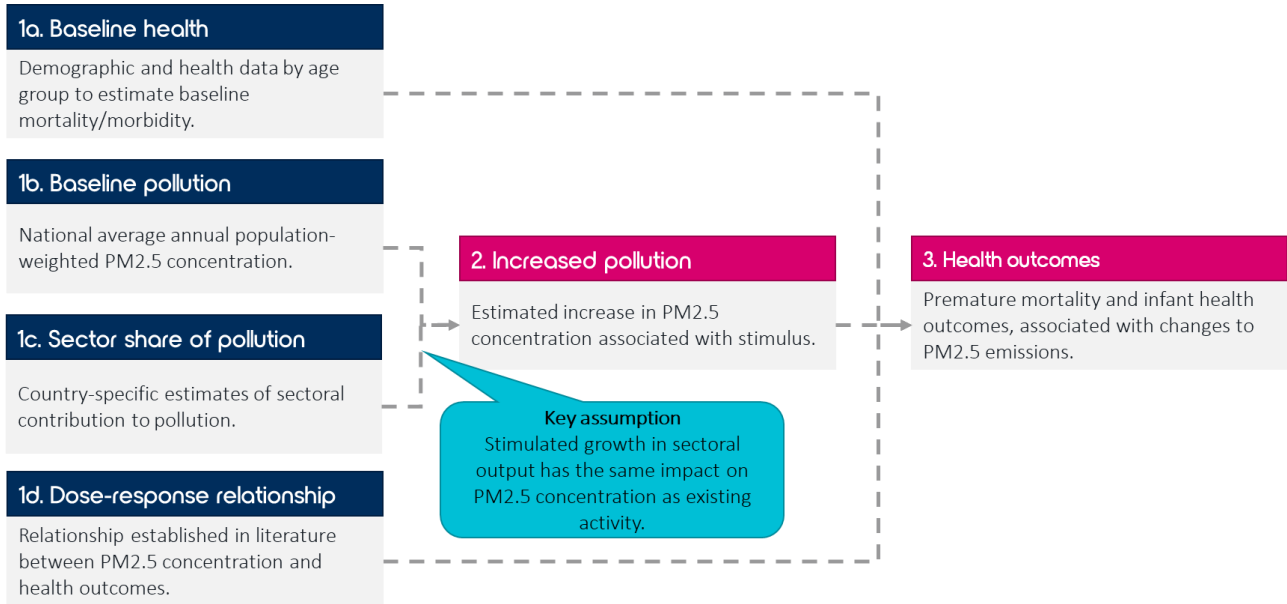 1a. Baseline health
Demographic and health data by age
group to estimate baseline
mortality/morbidity.
1b. Baseline pollution
National average annual population-
weighted PM2.5 concentration.
1c. Sector share of pollution
Country-specific estimates of sectoral
contribution to pollution.
1d. Dose-response relationship
Relationship established in literature
between PM2.5 concentration and
health outcomes.
2. Increased pollution
Estimated increase in PM2.5
concentration associated with stimulus.
Key assumption
Stimulated growth in sectoral
output has the same impact on
PM2.5 concentration as existing
activity.
3. Health outcomes
Premature mortality and infant health
outcomes, associated with changes to
PM2.5 emissions.